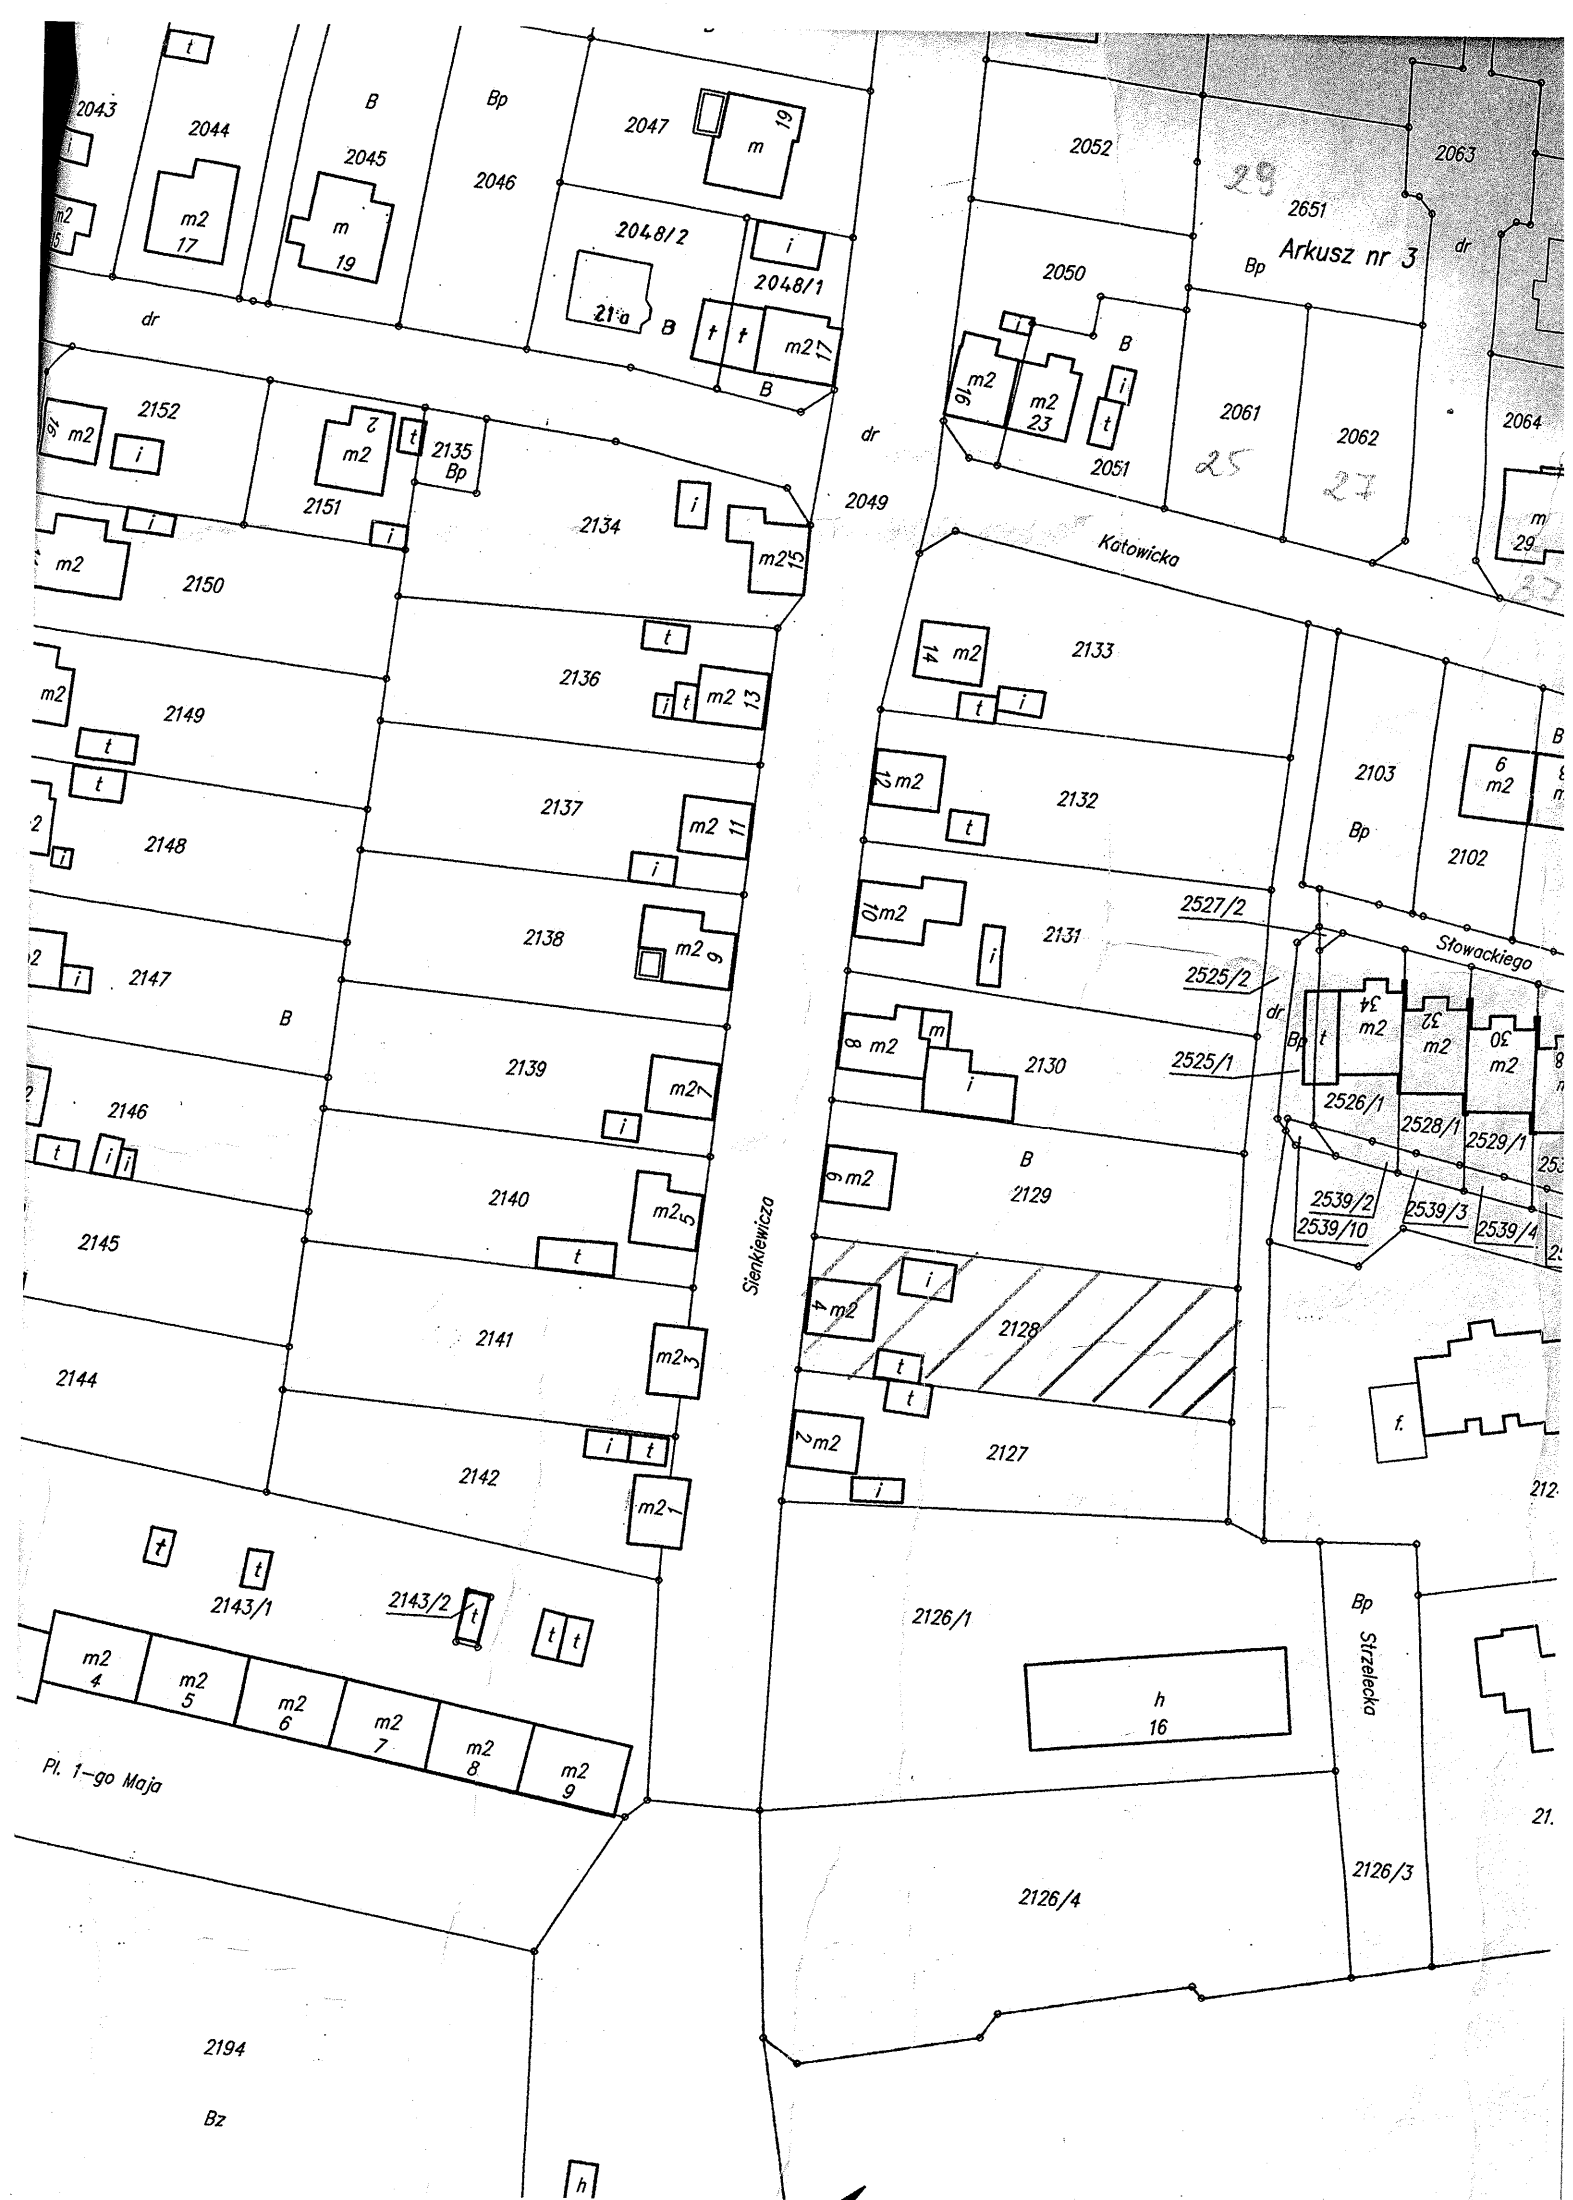 t
2043
2044
B
2045
Bp
2046
2047
m
19
2052
29
2651
Arkusz nr 3
Bp
2063
dr
i
m2
17
m
19
2048/2
i
2048/1
21a
B
t
t
m2
17
B
2050
i
B
m2
16
m2
23
i
t
2051
2061
25
2062
27
2064
m
29
dr
m2
2152
16
m2
i
2
m2
2151
t
2135
Bp
i
2134
i
m2
15
dr
2049
Katowicka
i
m2
2150
t
2136
i
t
m2
13
14
m2
t
i
2133
m2
2149
t
t
2137
m2
11
i
12
m2
t
2132
2103
Bp
6
m2
2102
B
2148
i
2138
m2
9
10
m2
i
2131
2527/2
2525/2
Słowackiego
2147
i
B
2139
m2
7
i
8
m2
m
i
2130
2525/1
dr
Bp
t
34
m2
32
m2
30
m2
2526/1
2528/1
2529/1
2146
t
i
i
2140
m2
5
t
6
m2
B
2129
2539/2
2539/10
2539/3
2539/4
2145
2141
m2
3
Sienkiewicza
4
m2
i
2128
t
t
2144
2142
i
t
m2
1
2
m2
i
2127
f.
t
t
2143/1
2143/2
t
t
t
2126/1
h
16
Bp
Strzelecka
m2
4
m2
5
m2
6
m2
7
m2
8
m2
9
Pl. 1-go Maja
2126/4
2126/3
2194
Bz
h